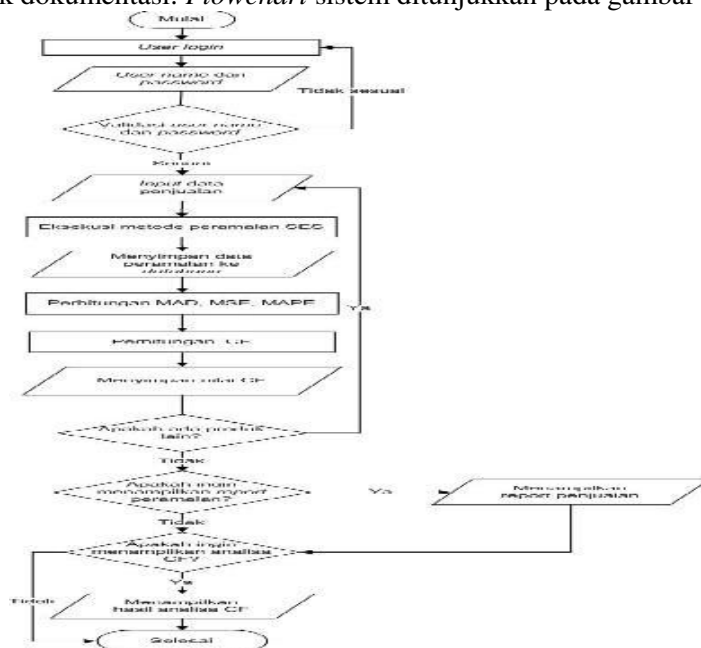 k dokumentasi. Flowchart sistem ditunjukkan pada gambar
Mulai
User login
User name dan
password
Tidak sesuai
Validasi user name
dan password
Sesuai
Input data
penjualan
Eksekusi metode peramalan SES
Menyimpan data
peramalan ke
database
Perhitungan MAD, MSE, MAPE
Ya
Perhitungan CF
Menyimpan nilai CF
Apakah ada produk
lain?
Tidak
Apakah ingin
menampilkan report
peramalan?
Ya
Menampilkan
report penjualan
Tidak
Apakah ingin
menampilkan analisa
CF?
Ya
Tidak
Menampilkan
hasil analisa CF
Selesai